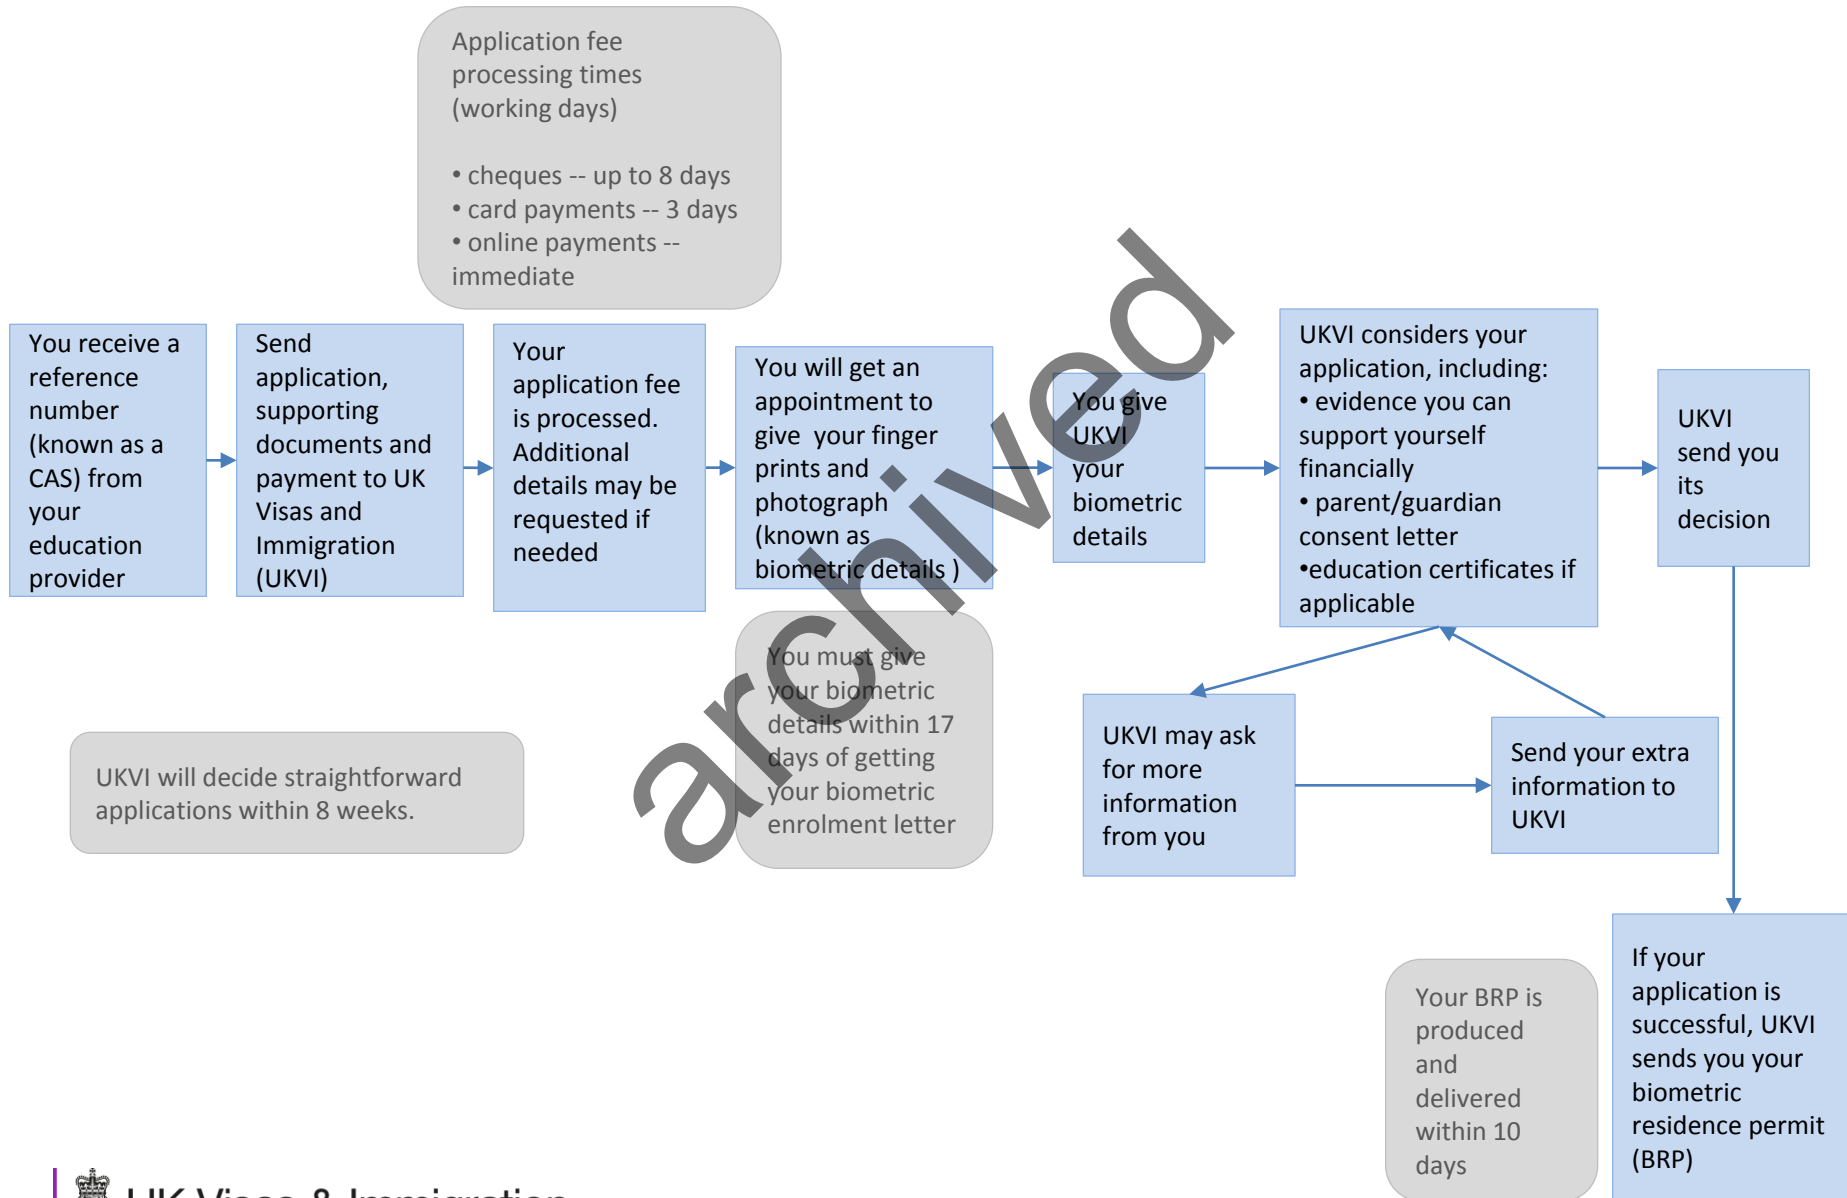 Application fee
processing times
(working days)
• cheques -- up to 8 days
• card payments -- 3 days
• online payments --
immediate
You receive a
reference
number
(known as a
CAS) from
your
education
provider
Send
application,
supporting
documents and
payment to UK
Visas and
Immigration
(UKVI)
Your
application fee
is processed.
Additional
details may be
requested if
needed
You will get an
appointment to
give your finger
prints and
photograph
(known as
biometric details )
You give
UKVI
your
biometric
details
UKVI considers your
application, including:
• evidence you can
support yourself
financially
• parent/guardian
consent letter
•education certificates if
applicable
UKVI
send you
its
decision
You must give
your biometric
details within 17
days of getting
your biometric
enrolment letter
UKVI will decide straightforward
applications within 8 weeks.
UKVI may ask
for more
information
from you
Send your extra
information to
UKVI
Your BRP is
produced
and
delivered
within 10
days
If your
application is
successful, UKVI
sends you your
biometric
residence permit
(BRP)
archived
UK Visas & Immigration